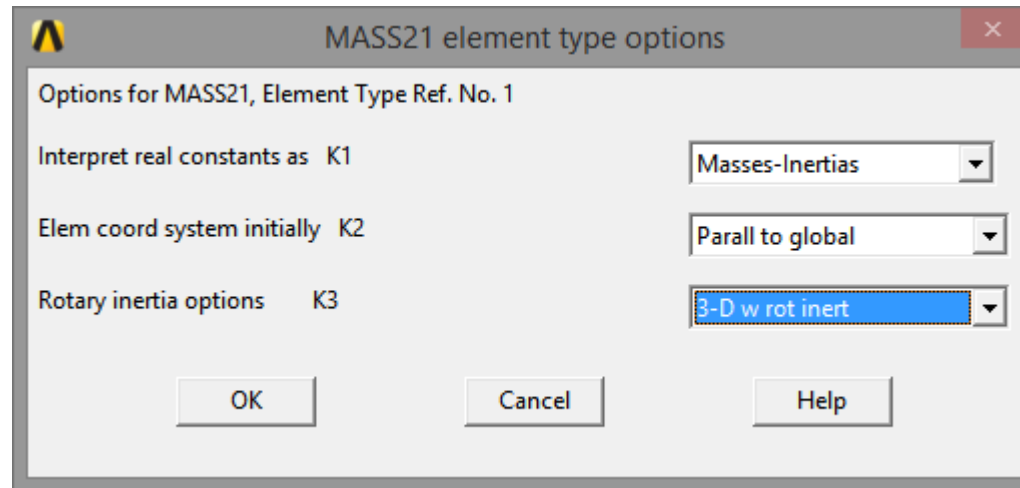 MASS21 element type options
Options for MASS21, Element Type Ref. No. 1
Interpret real constants as K1 Masses-Inertias
Elem coord system initially K2 Parall to global
Rotary inertia options K3 3-D w rot inert
OK Cancel Help